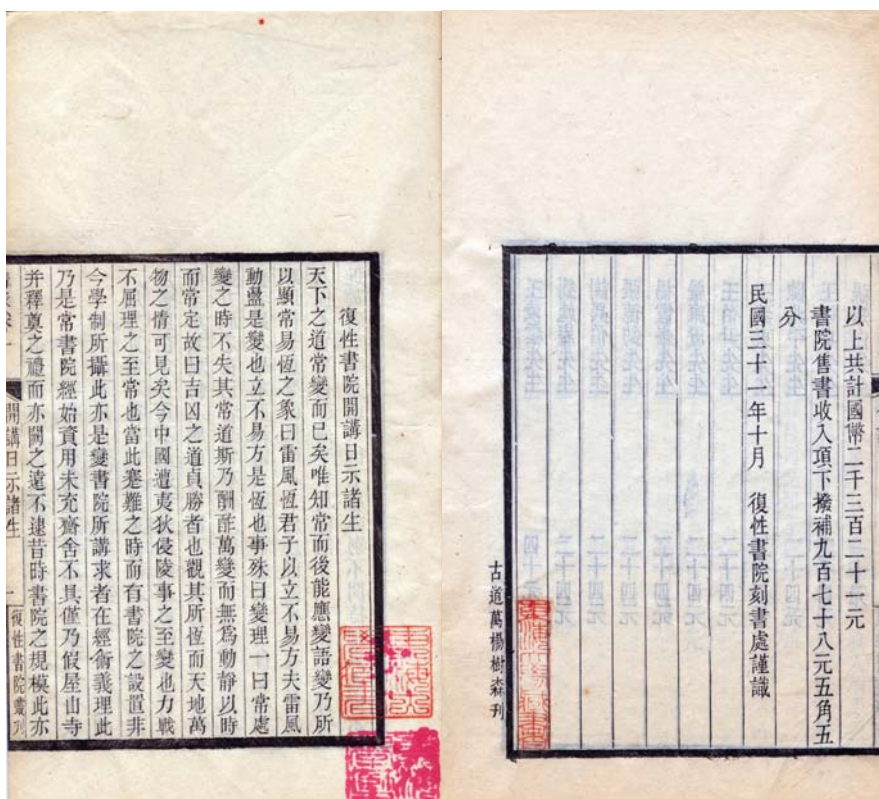 以上共計國幣二千三百二十一元
書院售書收入項下撥補九百七十八元五角五
分
民國三十一年十月 復性書院刻書處謹識
古道萬楊樹森刊
復性書院開講日示諸生
天下之道常變而已矣唯知常而後能應變語變乃所
以顯常易恆之象曰雷風恆君子以立不易方夫雷風
動盪是變也立不易方是恆也事殊曰變理一曰常處
變之時不失其常道斯乃酬酢萬變而無爲動靜以時
而常定故曰吉凶之道貞勝者也觀其所恆而天地萬
物之情可見矣今中國遭夷狄侵陵事之至變也力戰
不屈理之至常也當此蹇難之時而有書院之設置非
今學制所攝此亦是變書院所講求者在經術義理此
乃是常書院經始資用未充齋舍不具僅乃假屋山寺
并釋奠之禮而亦闕之遠不逮昔時書院之規模此亦
開講日示諸生 一 復性書院叢刊